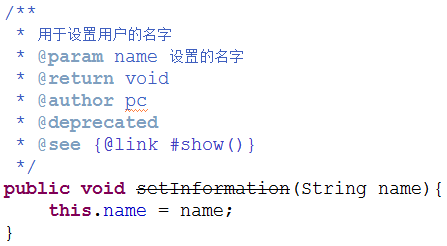 /**
 * 用于设置用户的名字
 * @param name 设置的名字
 * @return void
 * @author pc
 * @deprecated
 * @see {@link #show()}
 */
public void setInformation(String name){
    this.name = name;
}